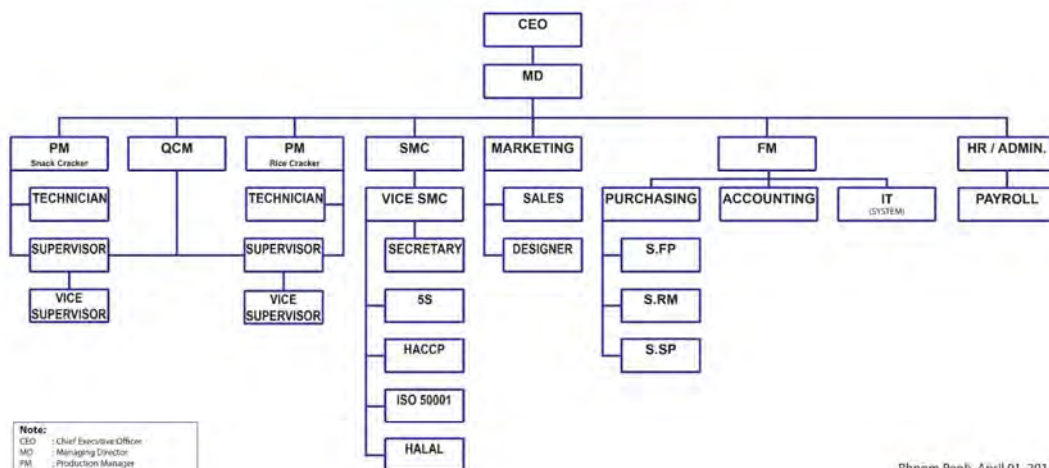 CEO
MD
PM
Snack Cracker
QCM
PM
Rice Cracker
SMC
MARKETING
FM
HR / ADMIN.
TECHNICIAN
TECHNICIAN
VICE SMC
SALES
PURCHASING
ACCOUNTING
IT
(SYSTEM)
PAYROLL
SUPERVISOR
SUPERVISOR
SECRETARY
DESIGNER
S.FP
VICE
SUPERVISOR
VICE
SUPERVISOR
5S
S.RM
HACCP
S.SP
ISO 50001
HALAL
Note:
CEO : Chief Executive Officer
MD : Managing Director
PM : Production Manager